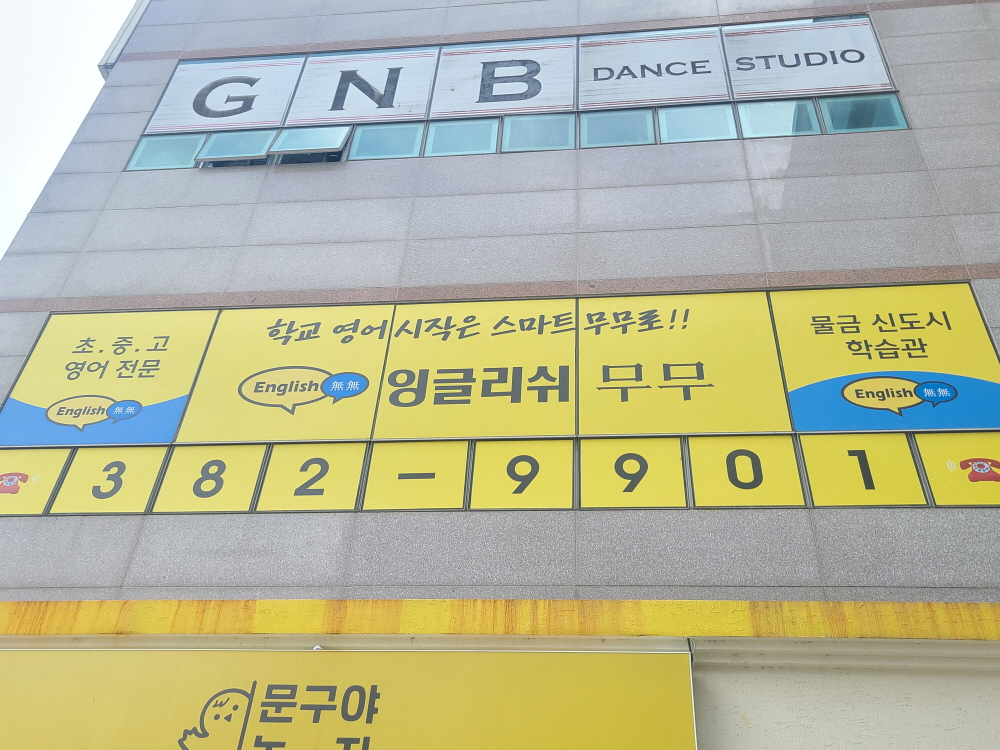 GNB DANCE STUDIO
초.중.고
영어 전문
English 無無
학교 영어 시작은 스마트 무무로!!
English 無無 잉글리쉬 무무
물금 신도시
학습관
English 無無
382-9901
문구야